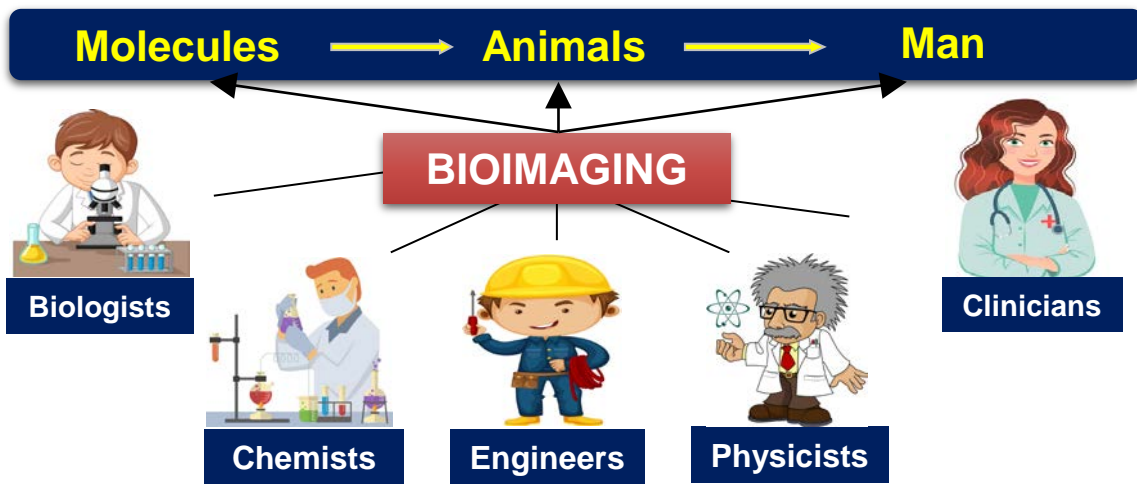 Molecules Animals Man
BIOIMAGING
Biologists
Clinicians
Chemists Engineers Physicists